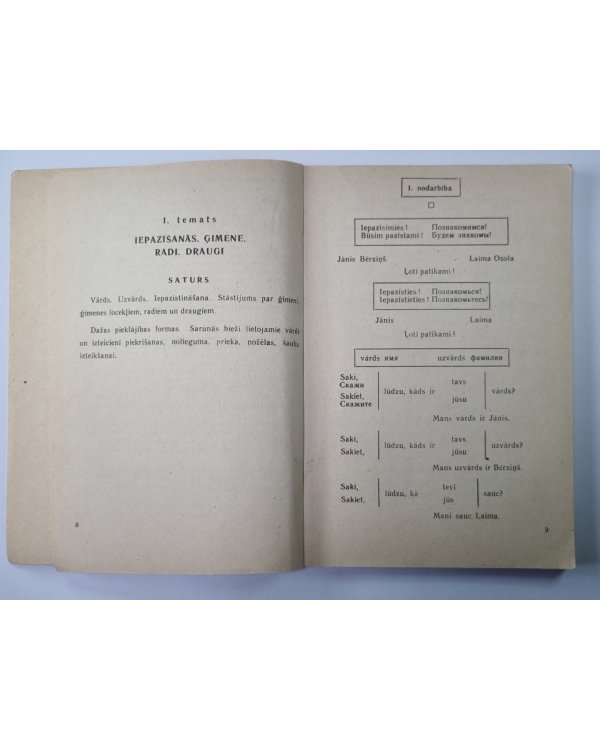 I. temats
IEPAZĪŠANĀS. ĢIMENE.
RADI. DRAUGI
SATURS
Vārds. Uzvārds. Iepazīstināšana. Stāstījums par ģimeni,
ģimenes locekļiem, radiem un draugiem.
Dažas pieklājības formas. Sarunās bieži lietojamie vārdi
un izteicieni piekrišanas, nolieguma, prieka, nožēlas, šaubu
izteikšanai.
8
I. nodarbība
Iepazīsimies! Познакомимся!
Būsim pazīstami! Будем знакомы!
Jānis Bērziņš Laima Ozola
Ļoti patīkami!
Iepazīsties! Познакомься!
Iepazīstieties! Познакомьтесь!
Jānis Laima
Ļoti patīkami!
vārds имя uzvārds фамилия
Saki,
Скажи
Sakiet,
Скажите
lūdzu, kāds ir
tavs
jūsu
vārds?
Mans vārds ir Jānis.
Saki,
Sakiet,
lūdzu, kāds ir
tavs
jūsu
uzvārds?
Mans uzvārds ir Bērziņš.
Saki,
Sakiet,
lūdzu, kā
tevi
jūs
sauc?
Mani sauc Laima.
9